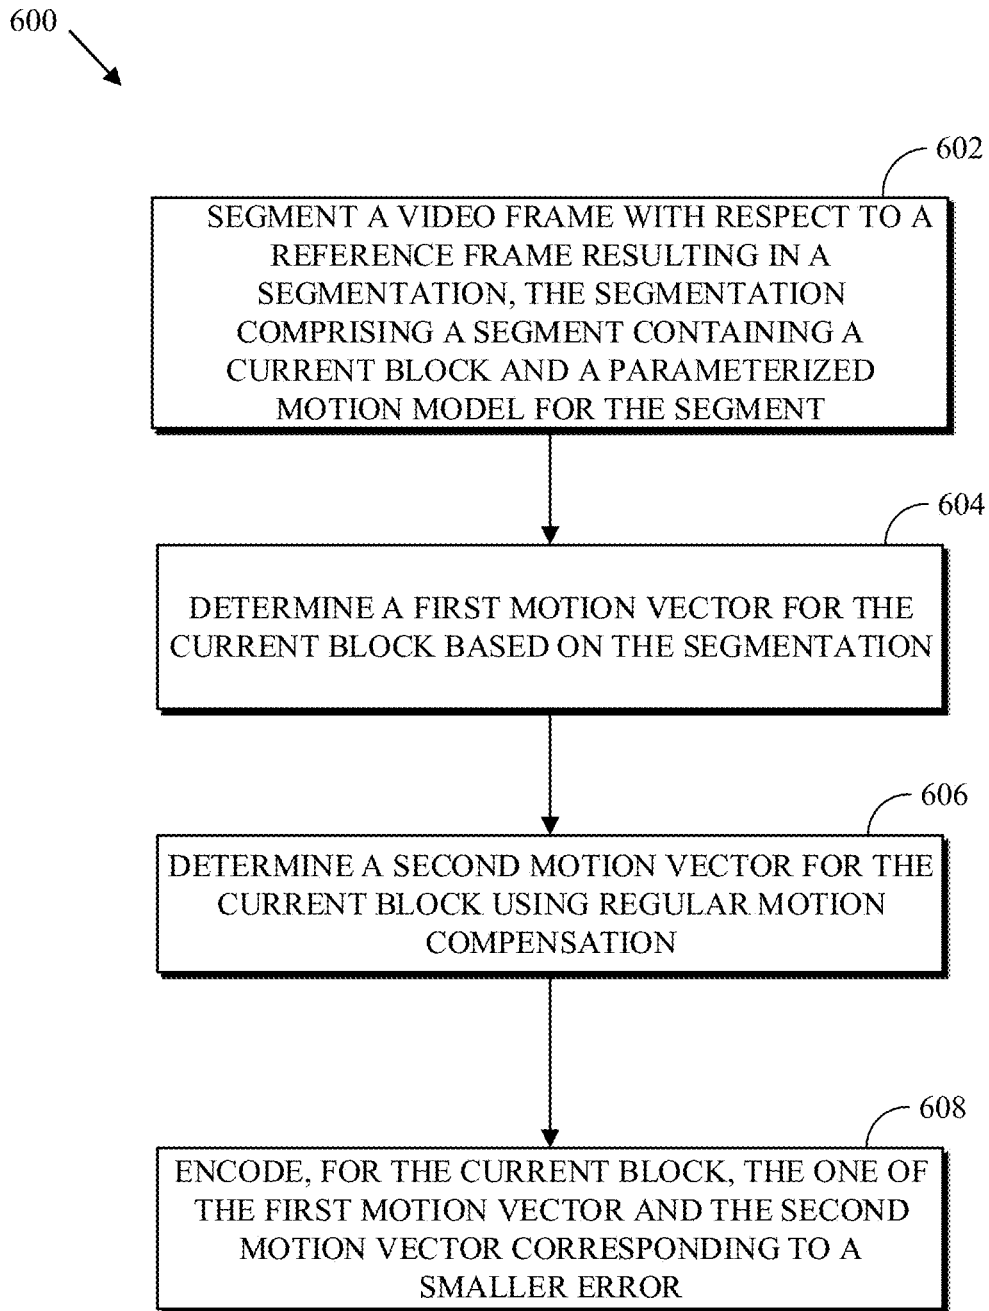 600
602
SEGMENT A VIDEO FRAME WITH RESPECT TO A
REFERENCE FRAME RESULTING IN A
SEGMENTATION, THE SEGMENTATION
COMPRISING A SEGMENT CONTAINING A
CURRENT BLOCK AND A PARAMETERIZED
MOTION MODEL FOR THE SEGMENT
604
DETERMINE A FIRST MOTION VECTOR FOR THE
CURRENT BLOCK BASED ON THE SEGMENTATION
606
DETERMINE A SECOND MOTION VECTOR FOR THE
CURRENT BLOCK USING REGULAR MOTION
COMPENSATION
608
ENCODE, FOR THE CURRENT BLOCK, THE ONE OF
THE FIRST MOTION VECTOR AND THE SECOND
MOTION VECTOR CORRESPONDING TO A
SMALLER ERROR